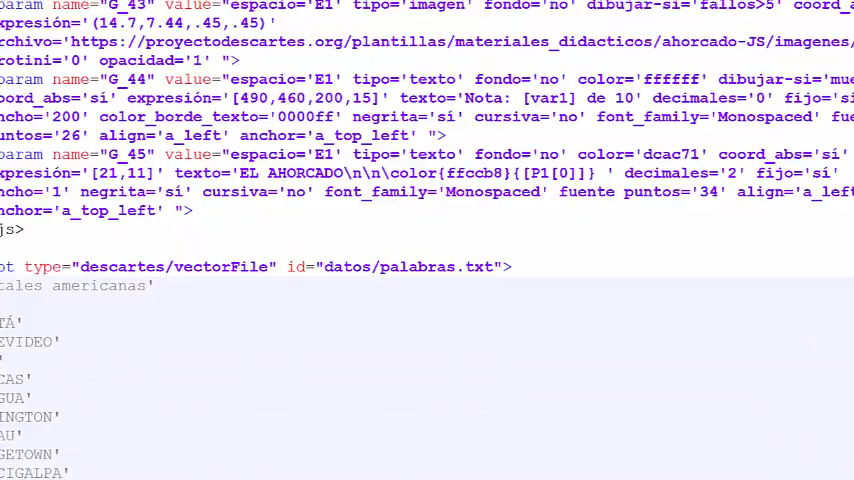 param name="G_43" value="espacio='E1' tipo='imagen' fondo='no' dibujar-si='fallos>5' coord_a
xpresión='(14.7,7.44,.45,.45)'
rchivo='https://proyectodescartes.org/plantillas/materiales_didacticos/ahorcado-JS/imagenes/
rotini='0' opacidad='1' ">
param name="G_44" value="espacio='E1' tipo='texto' fondo='no' color='ffffff' dibujar-si='mue
oord_abs='sí' expresión='[490,460,200,15]' texto='Nota: [var1] de 10' decimales='0' fijo='sí
ncho='200' color_borde_texto='0000ff' negrita='sí' cursiva='no' font_family='Monospaced' fue
untos='26' align='a_left' anchor='a_top_left' ">
param name="G_45" value="espacio='E1' tipo='texto' fondo='no' color='dcac71' coord_abs='sí'
xpresión='[21,11]' texto='EL AHORCADO\n\n\color{ffccb8}{[P1[0]]} ' decimales='2' fijo='sí'
ncho='1' negrita='sí' cursiva='no' font_family='Monospaced' fuente puntos='34' align='a_left
nchor='a_top_left' ">
js>
pt type="descartes/vectorFile" id="datos/palabras.txt">
tales americanas'
TÁ'
EVIDEO'
'
CAS'
GUA'
INGTON'
AU'
GETOWN'
CIGALPA'